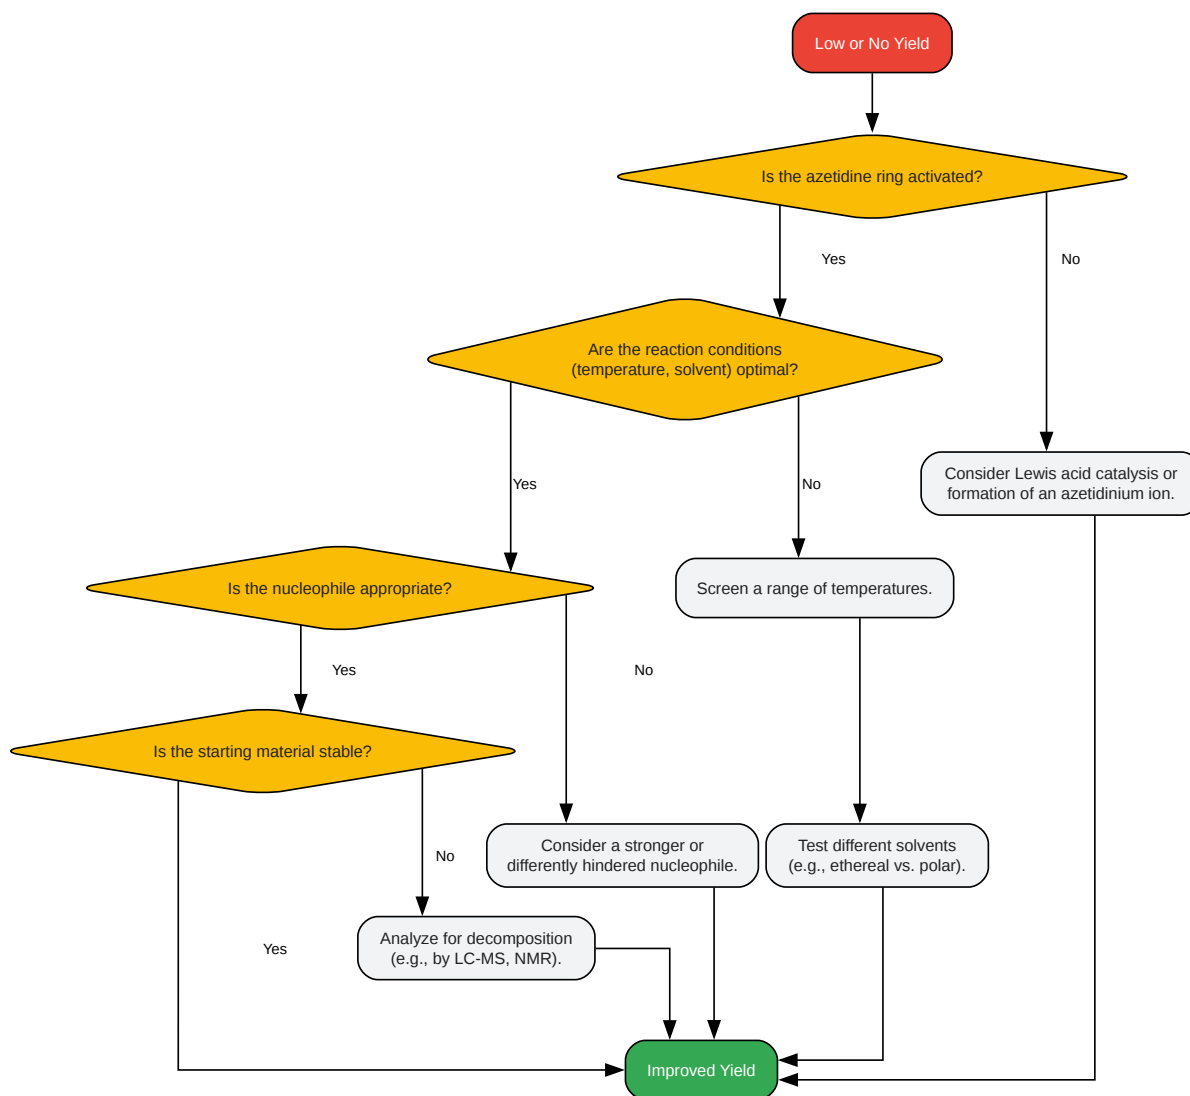 Low or No Yield
Is the azetidine ring activated?
Yes
No
Are the reaction conditions
(temperature, solvent) optimal?
Consider Lewis acid catalysis or
formation of an azetidinium ion.
Yes
No
Is the nucleophile appropriate?
Screen a range of temperatures.
Yes
No
Is the starting material stable?
Consider a stronger or
differently hindered nucleophile.
Test different solvents
(e.g., ethereal vs. polar).
No
Yes
Analyze for decomposition
(e.g., by LC-MS, NMR).
Improved Yield